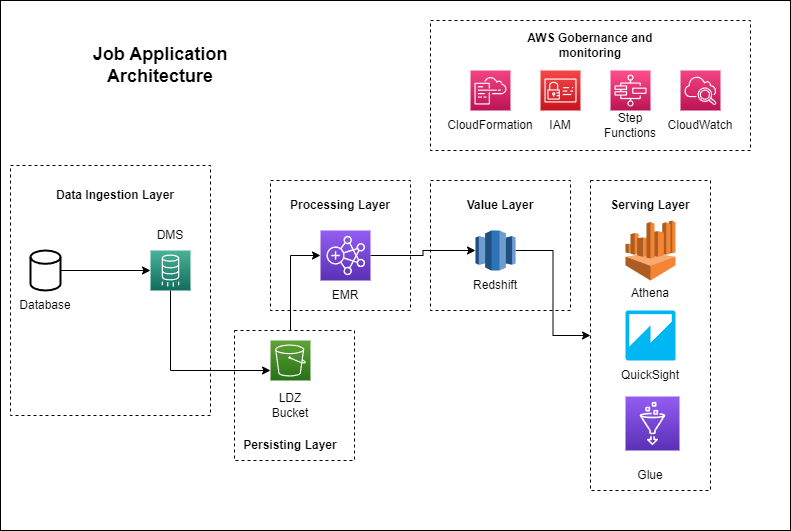 Job Application
Architecture
AWS Gobernance and
monitoring
CloudFormation
IAM
Step
Functions
CloudWatch
Data Ingestion Layer
DMS
Database
Processing Layer
EMR
Value Layer
Redshift
Serving Layer
Athena
QuickSight
Glue
LDZ
Bucket
Persisting Layer